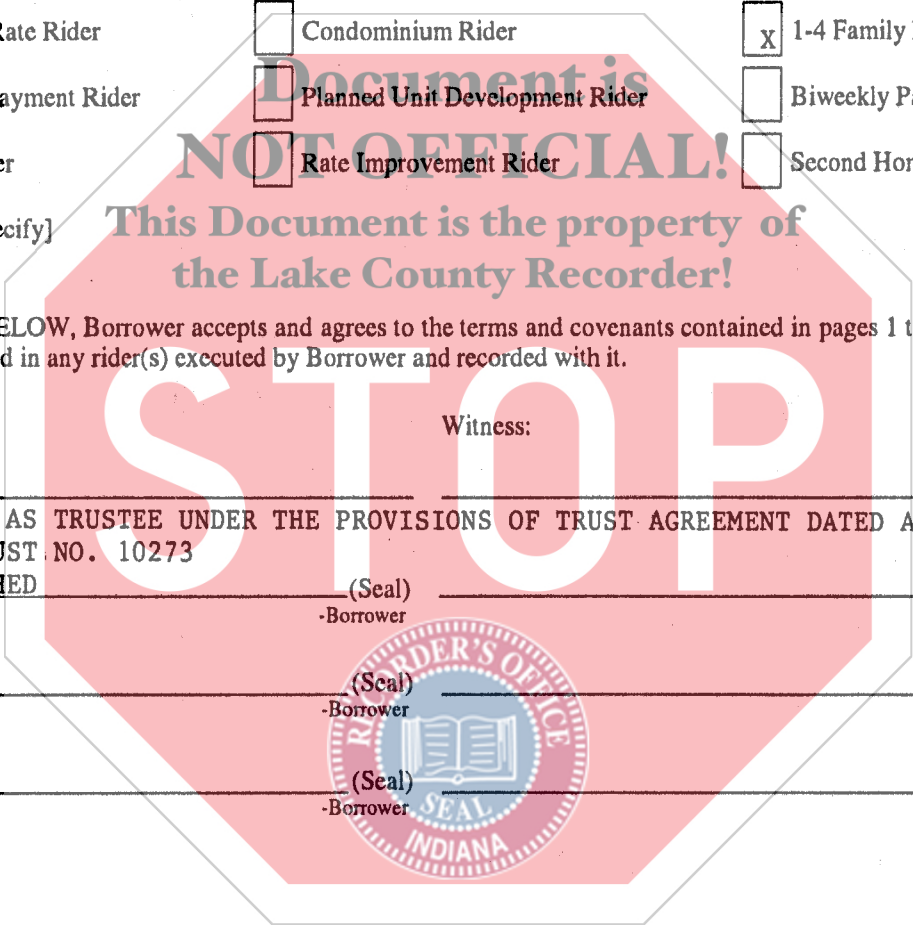 Rate Rider Condominium Rider X 1-4 Family
Document is
ayment Rider Planned Unit Development Rider Biweekly Pa
NOT OFFICIAL!
er Rate Improvement Rider Second Hom
This Document is the property of
ecify]
the Lake County Recorder!
ELOW, Borrower accepts and agrees to the terms and covenants contained in pages 1 t
d in any rider(s) executed by Borrower and recorded with it.
STOP
Witness:
AS TRUSTEE UNDER THE PROVISIONS OF TRUST AGREEMENT DATED A
UST NO. 10273
HED (Seal)
-Borrower
(Seal)
-Borrower
(Seal)
-Borrower
RECORDER'S OFFICE
SEAL
INDIANA